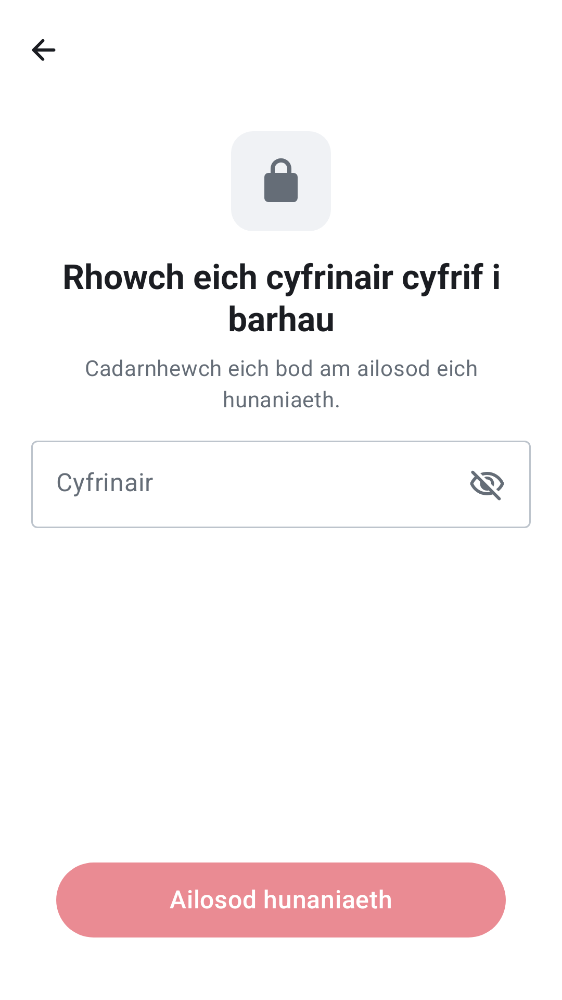 Rhowch eich cyfrinair cyfrif i
barhau
Cadarnhewch eich bod am ailosod eich
hunaniaeth.
Cyfrinair
Ailosod hunaniaeth